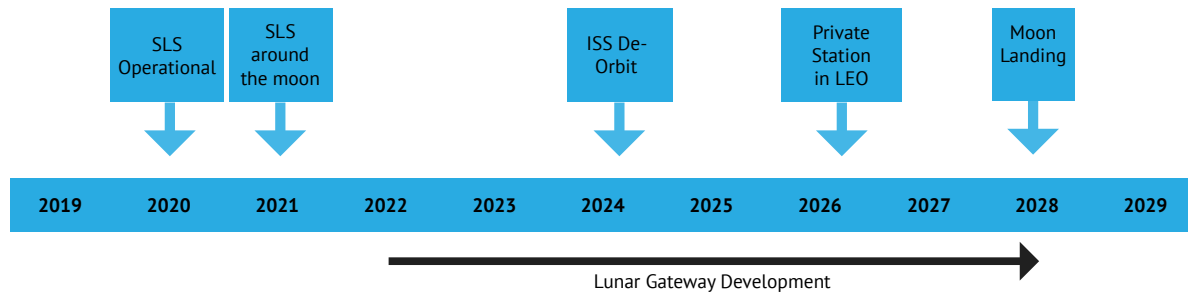 SLS
Operational
SLS
around
the moon
ISS De-
Orbit
Private
Station
in LEO
Moon
Landing
2019 2020 2021 2022 2023 2024 2025 2026 2027 2028 2029
Lunar Gateway Development